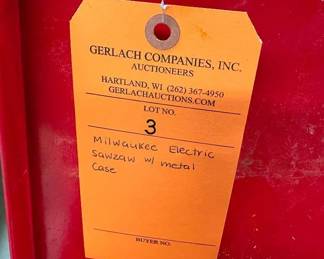 GERLACH COMPANIES, INC.
AUCTIONEERS
HARTLAND, WI (262) 367-4950
GERLACHAUCTIONS.COM
LOT NO.
3
Milwaukee Electric
Sawzaw w/ metal
Case
BUYER NO.